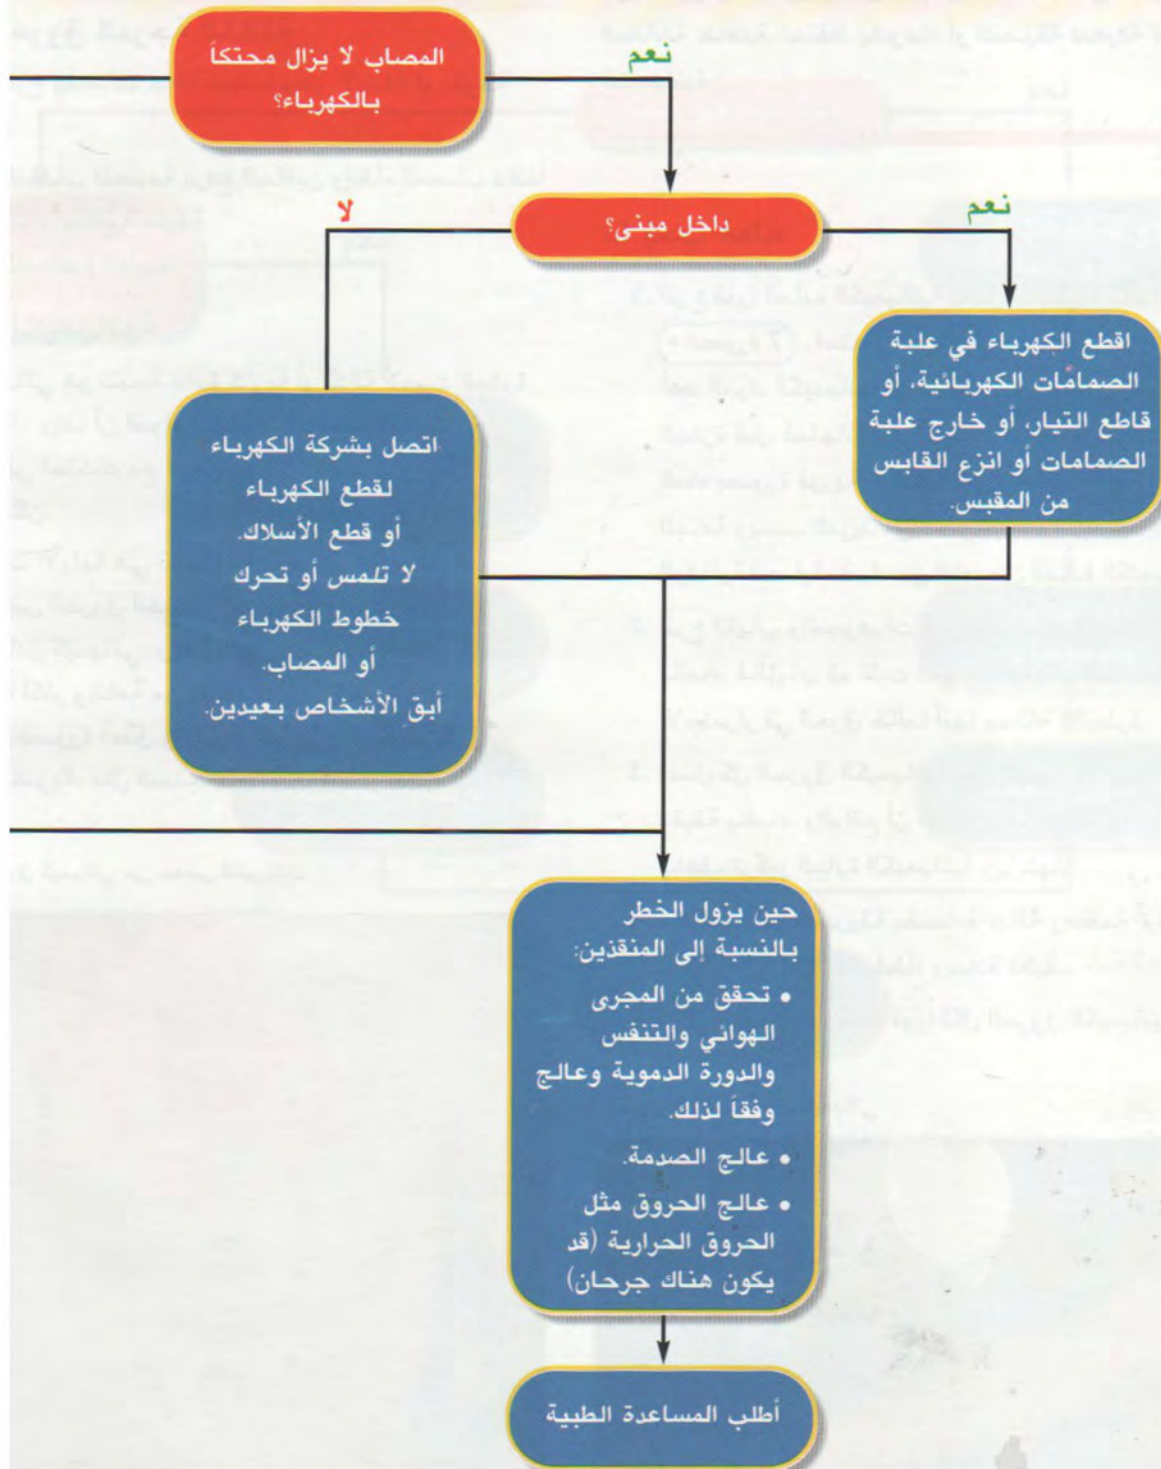 المصاب لا يزال محتكاً
بالكهرباء؟
نعم
داخل مبنى؟
نعم
لا
اقطع الكهرباء في علبة
الصمامات الكهربائية، أو
قاطع التيار، أو خارج علبة
الصمامات أو انزع القابس
من المقبس.
اتصل بشركة الكهرباء
لقطع الكهرباء
أو قطع الأسلاك.
لا تلمس أو تحرك
خطوط الكهرباء
أو المصاب.
أبق الأشخاص بعيدين.
حين يزول الخطر
بالنسبة إلى المنقذين:
• تحقق من المجرى
الهوائي والتنفس
والدورة الدموية وعالج
وفقاً لذلك.
• عالج الصدمة.
• عالج الحروق مثل
الحروق الحرارية (قد
يكون هناك جرحان)
أطلب المساعدة الطبية